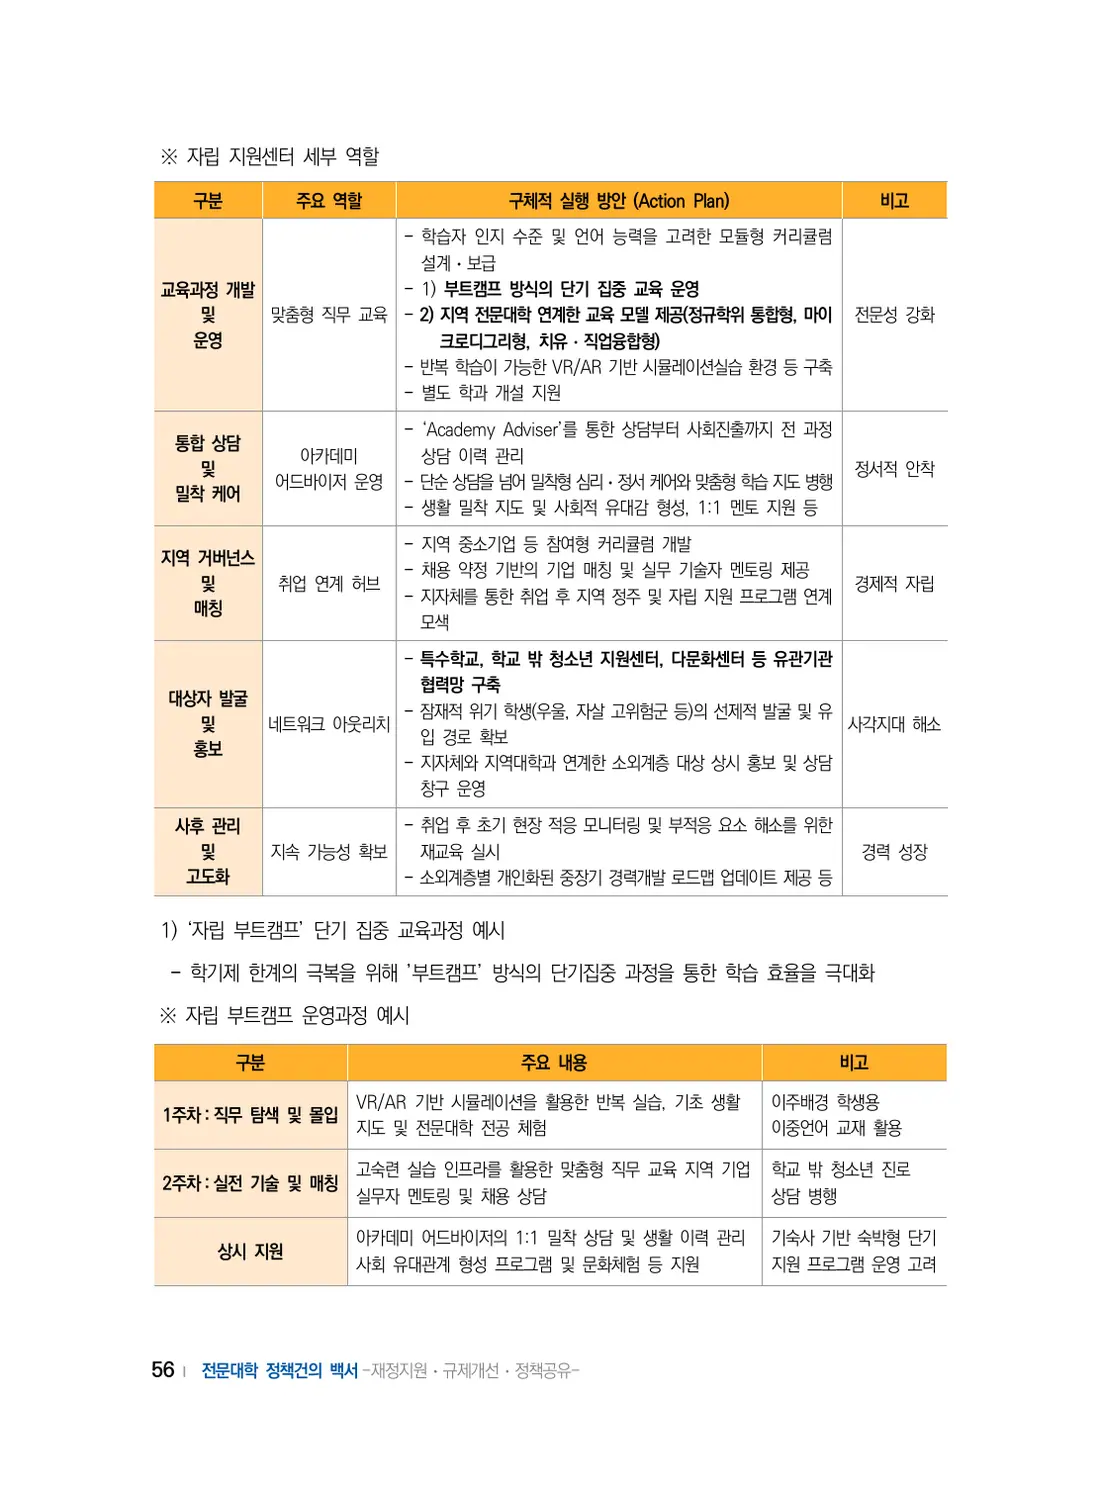 ※ 자립 지원센터 세부 역할
구분 주요 역할 구체적 실행 방안 (Action Plan) 비고
교육과정 개발
및
운영
맞춤형 직무 교육
- 학습자 인지 수준 및 언어 능력을 고려한 모듈형 커리큘럼
설계·보급
- 1) 부트캠프 방식의 단기 집중 교육 운영
- 2) 지역 전문대학 연계한 교육 모델 제공(정규학위 통합형, 마이
크로디그리형, 치유·직업융합형)
- 반복 학습이 가능한 VR/AR 기반 시뮬레이션실습 환경 등 구축
- 별도 학과 개설 지원
전문성 강화
통합 상담
및
밀착 케어
아카데미
어드바이저 운영
- ‘Academy Adviser’를 통한 상담부터 사회진출까지 전 과정
상담 이력 관리
- 단순 상담을 넘어 밀착형 심리·정서 케어와 맞춤형 학습 지도 병행
- 생활 밀착 지도 및 사회적 유대감 형성, 1:1 멘토 지원 등
정서적 안착
지역 거버넌스
및
매칭
취업 연계 허브
- 지역 중소기업 등 참여형 커리큘럼 개발
- 채용 약정 기반의 기업 매칭 및 실무 기술자 멘토링 제공
- 지자체를 통한 취업 후 지역 정주 및 자립 지원 프로그램 연계
모색
경제적 자립
대상자 발굴
및
홍보
네트워크 아웃리치
- 특수학교, 학교 밖 청소년 지원센터, 다문화센터 등 유관기관
협력망 구축
- 잠재적 위기 학생(우울, 자살 고위험군 등)의 선제적 발굴 및 유
입 경로 확보
- 지자체와 지역대학과 연계한 소외계층 대상 상시 홍보 및 상담
창구 운영
사각지대 해소
사후 관리
및
고도화
지속 가능성 확보
- 취업 후 초기 현장 적응 모니터링 및 부적응 요소 해소를 위한
재교육 실시
- 소외계층별 개인화된 중장기 경력개발 로드맵 업데이트 제공 등
경력 성장
1) ‘자립 부트캠프’ 단기 집중 교육과정 예시
- 학기제 한계의 극복을 위해 ’부트캠프’ 방식의 단기집중 과정을 통한 학습 효율을 극대화
※ 자립 부트캠프 운영과정 예시
구분 주요 내용 비고
1주차 : 직무 탐색 및 몰입
VR/AR 기반 시뮬레이션을 활용한 반복 실습, 기초 생활
지도 및 전문대학 전공 체험
이주배경 학생용
이중언어 교재 활용
2주차 : 실전 기술 및 매칭
고숙련 실습 인프라를 활용한 맞춤형 직무 교육 지역 기업
실무자 멘토링 및 채용 상담
학교 밖 청소년 진로
상담 병행
상시 지원
아카데미 어드바이저의 1:1 밀착 상담 및 생활 이력 관리
사회 유대관계 형성 프로그램 및 문화체험 등 지원
기숙사 기반 숙박형 단기
지원 프로그램 운영 고려
56 | 전문대학 정책건의 백서 -재정지원·규제개선·정책공유-